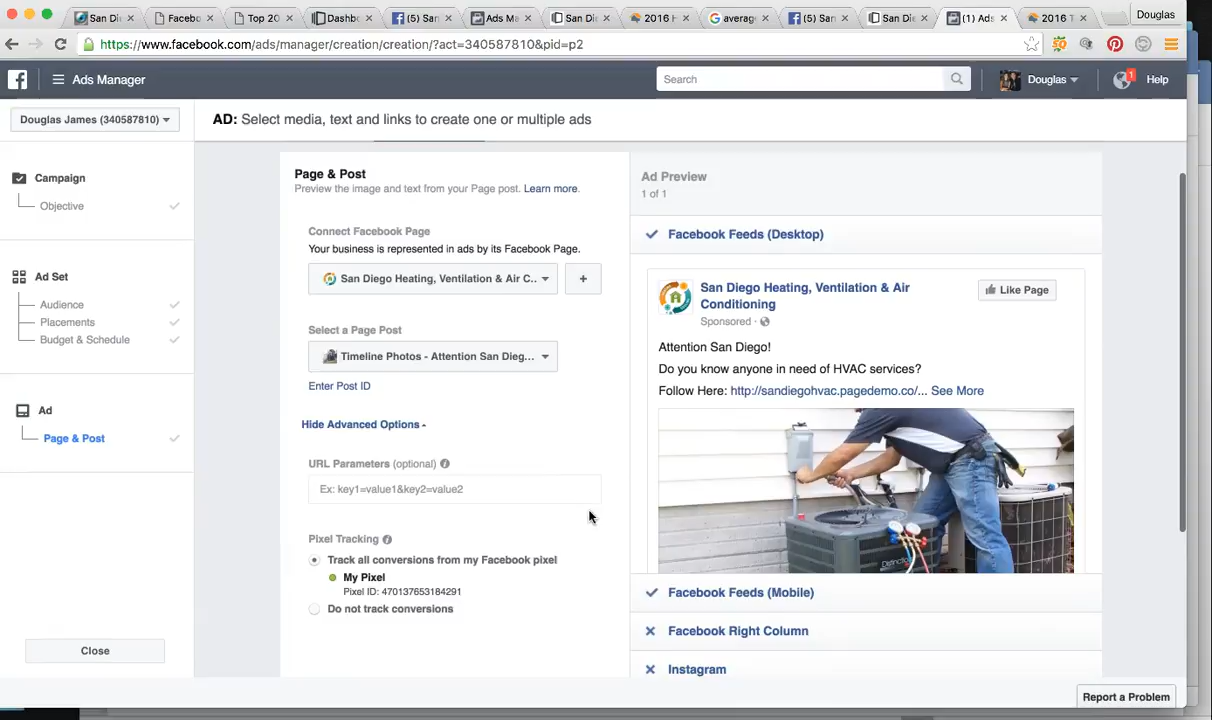 San Di
Faceb
Top 20
Dashb
(5) San
Ads Ma
San Die
2016 H
averag
(5) San
San Die
(1) Ads
2016 T
Douglas
https://www.facebook.com/ads/manager/creation/creation/?act=340587810&pid=p2
Ads Manager
Search
Douglas
1
Help
Douglas James (340587810)
AD: Select media, text and links to create one or multiple ads
Campaign
Objective
Ad Set
Audience
Placements
Budget & Schedule
Ad
Page & Post
Close
Page & Post
Preview the image and text from your Page post. Learn more.
Connect Facebook Page
Your business is represented in ads by its Facebook Page.
San Diego Heating, Ventilation & Air C..
+
Select a Page Post
Timeline Photos - Attention San Dieg...
Enter Post ID
Hide Advanced Options
URL Parameters (optional)
Ex: key1=value1&key2=value2
Pixel Tracking
Track all conversions from my Facebook pixel
My Pixel
Pixel ID: 470137653184291
Do not track conversions
Ad Preview
1 of 1
Facebook Feeds (Desktop)
San Diego Heating, Ventilation & Air
Conditioning
Like Page
Sponsored ·
Attention San Diego!
Do you know anyone in need of HVAC services?
Follow Here: http://sandiegohvac.pagedemo.co/... See More
Facebook Feeds (Mobile)
Facebook Right Column
Instagram
Report a Problem